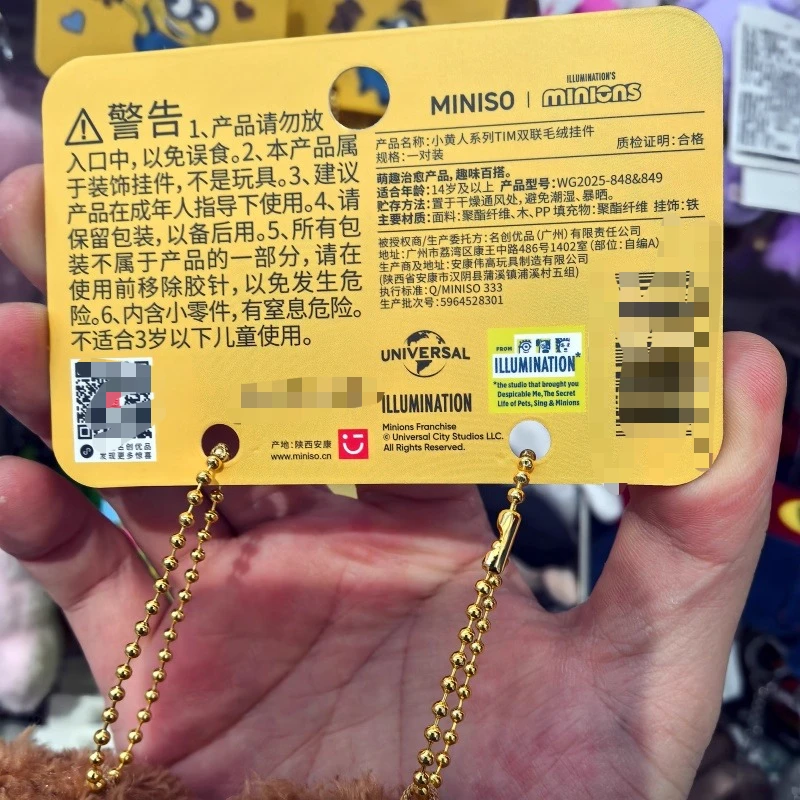 警告 1、产品请勿放
入口中，以免误食。2、本产品属
于装饰挂件，不是玩具。3、建议
产品在成年人指导下使用。4、请
保留包装，以备后用。5、所有包
装不属于产品的一部分，请在
使用前移除胶针，以免发生危
险。6、内含小零件，有窒息危险。
不适合3岁以下儿童使用。
发现更多惊喜
MINISO | ILLUMINATION'S
minions
产品名称：小黄人系列TIM双联毛绒挂件
规格：一对装
质检证明：合格
萌趣治愈产品，趣味百搭。
适合年龄：14岁及以上 产品型号：WG2025-848&849
贮存方法：置于干燥通风处，避免潮湿、暴晒。
主要材质：面料：聚酯纤维、木、PP 填充物：聚酯纤维 挂饰：铁
被授权商/生产委托方：名创优品（广州）有限责任公司
地址：广州市荔湾区康王中路486号1402室（部位：自编A）
生产商及地址：安康伟高玩具制造有限公司
(陕西省安康市汉阴县蒲溪镇浦溪村五组)
执行标准：Q/MINISO 333
生产批次号：5964528301
UNIVERSAL
ILLUMINATION
FROM
ILLUMINATION*
*the studio that brought you
Despicable Me, The Secret
Life of Pets, Sing & Minions
产地：陕西安康
www.miniso.cn
Minions Franchise
© Universal City Studios LLC.
All Rights Reserved.